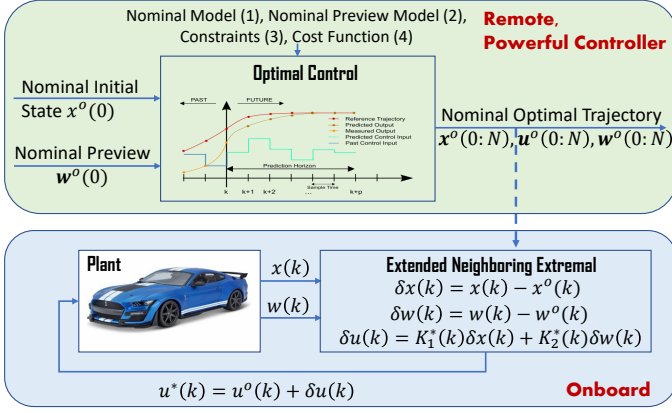 Nominal Model (1), Nominal Preview Model (2),
Constraints (3), Cost Function (4)
Remote,
Powerful Controller
Optimal Control
Nominal Initial
State x^o(0)
Nominal Preview
w^o(0)
PAST
FUTURE
Reference Trajectory
Predicted Output
Measured Output
Predicted Control Input
Past Control Input
Prediction Horizon
Sample Time
k
k+1
k+2
...
k+p
Nominal Optimal Trajectory
x^o(0:N), u^o(0:N), w^o(0:N)
Plant
x(k)
w(k)
Extended Neighboring Extremal
δx(k) = x(k) − x^o(k)
δw(k) = w(k) − w^o(k)
δu(k) = K_1^*(k)δx(k) + K_2^*(k)δw(k)
u^*(k) = u^o(k) + δu(k)
Onboard